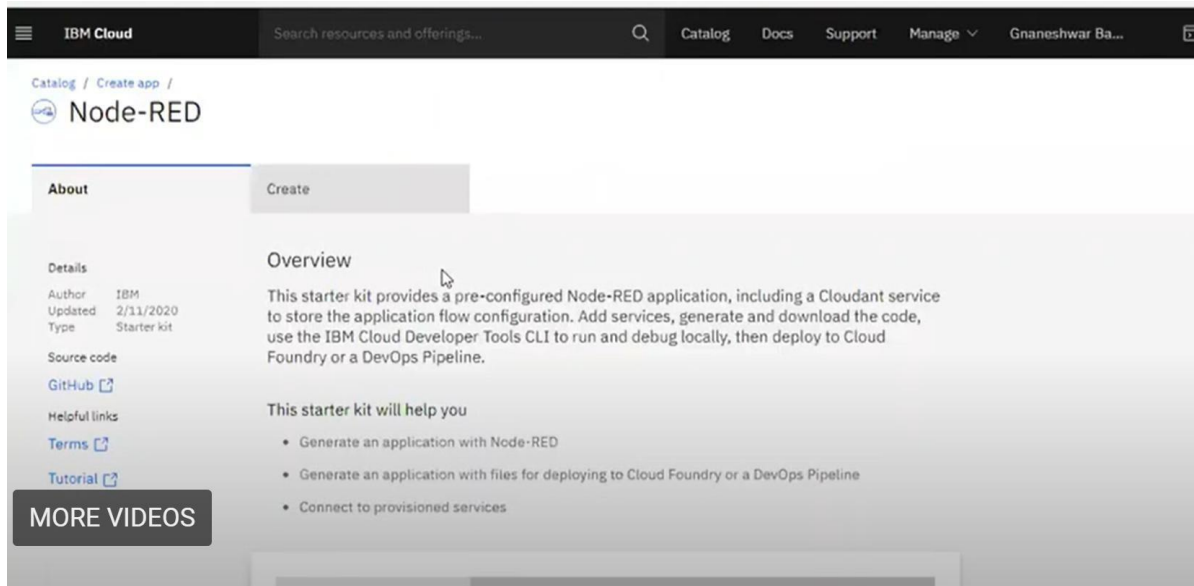 IBM Cloud
Search resources and offerings...
Catalog
Docs
Support
Manage
Gnaneshwar Ba...
Catalog / Create app /
Node-RED
About
Create
Details
Author IBM
Updated 2/11/2020
Type Starter kit
Source code
GitHub
Helpful links
Terms
Tutorial
MORE VIDEOS
Overview
This starter kit provides a pre-configured Node-RED application, including a Cloudant service
to store the application flow configuration. Add services, generate and download the code,
use the IBM Cloud Developer Tools CLI to run and debug locally, then deploy to Cloud
Foundry or a DevOps Pipeline.
This starter kit will help you
• Generate an application with Node-RED
• Generate an application with files for deploying to Cloud Foundry or a DevOps Pipeline
• Connect to provisioned services